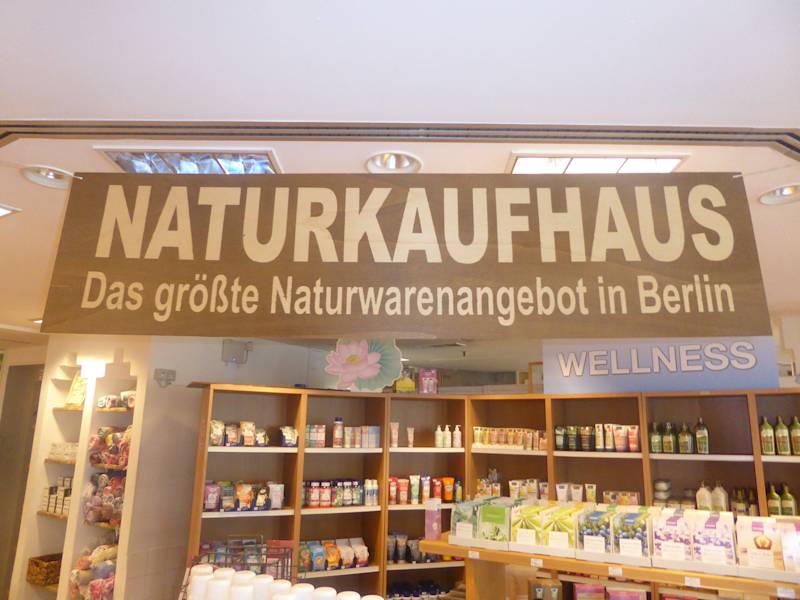 NATURKAUFHAUS
Das größte Naturwarenangebot in Berlin
WELLNESS